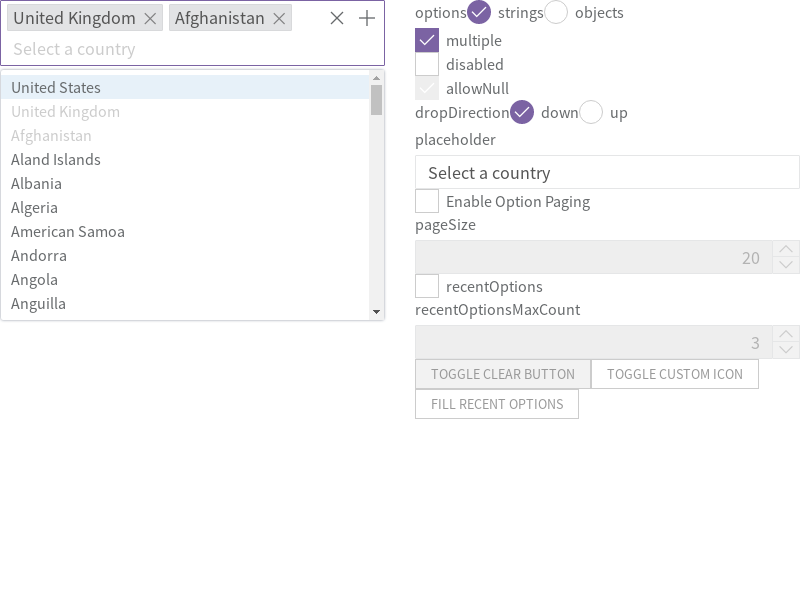 United Kingdom
Afghanistan
Select a country
United States
United Kingdom
Afghanistan
Aland Islands
Albania
Algeria
American Samoa
Andorra
Angola
Anguilla
options strings objects
multiple
disabled
allowNull
dropDirection down up
placeholder
Select a country
Enable Option Paging
pageSize
20
recentOptions
recentOptionsMaxCount
3
TOGGLE CLEAR BUTTON
TOGGLE CUSTOM ICON
FILL RECENT OPTIONS